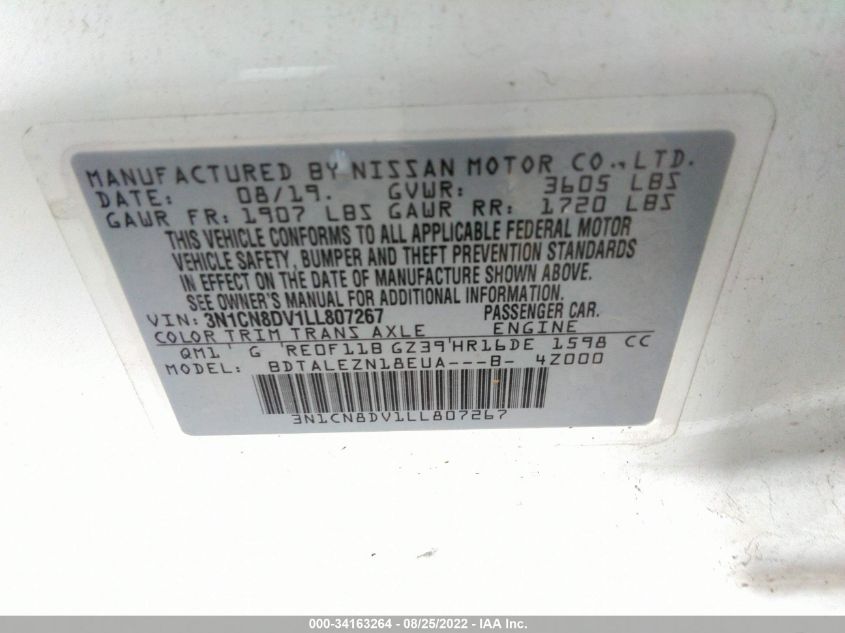 MANUFACTURED BY NISSAN MOTOR CO., LTD.
DATE: 08/19. GVWR: 3605 LBS
GAWR FR: 1907 LBS GAWR RR: 1720 LBS
THIS VEHICLE CONFORMS TO ALL APPLICABLE FEDERAL MOTOR
VEHICLE SAFETY, BUMPER AND THEFT PREVENTION STANDARDS
IN EFFECT ON THE DATE OF MANUFACTURE SHOWN ABOVE.
SEE OWNER'S MANUAL FOR ADDITIONAL INFORMATION.
VIN: 3N1CN8DV1LL807267 PASSENGER CAR.
COLOR TRIM TRANS AXLE ENGINE
QM1 G RE0F11B GZ39 HR16DE 1598 CC
MODEL: BDTALEZN18EUA---B- 4Z000
3N1CN8DV1LL807267
000-34163264 - 08/25/2022 - IAA Inc.